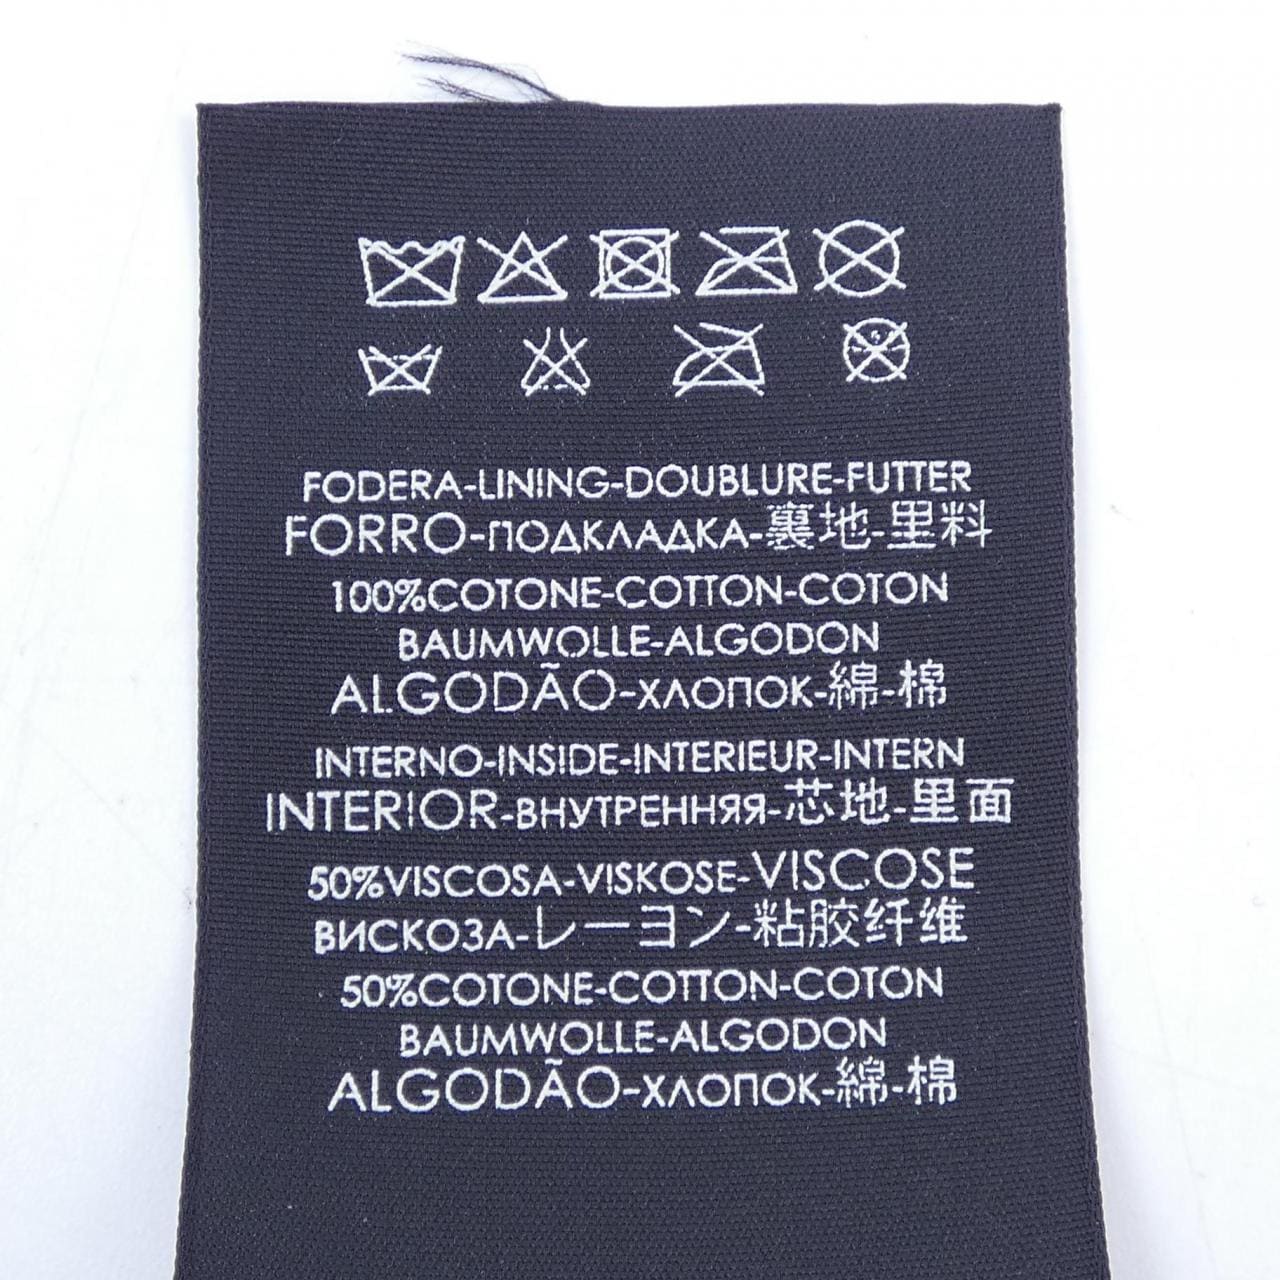 FODERA-LINING-DOUBLURE-FUTTER
FORRO-ПОДКЛАДКА-裏地-里料
100%COTONE-COTTON-COTON
BAUMWOLLE-ALGODON
ALGODÃO-ХЛОПОК-綿-棉
INTERNO-INSIDE-INTERIEUR-INTERN
INTERIOR-ВНУТРЕННЯЯ-芯地-里面
50%VISCOSA-VISKOSE-VISCOSE
ВИСКОЗА-レーヨン-粘胶纤维
50%COTONE-COTTON-COTON
BAUMWOLLE-ALGODON
ALGODÃO-ХЛОПОК-綿-棉